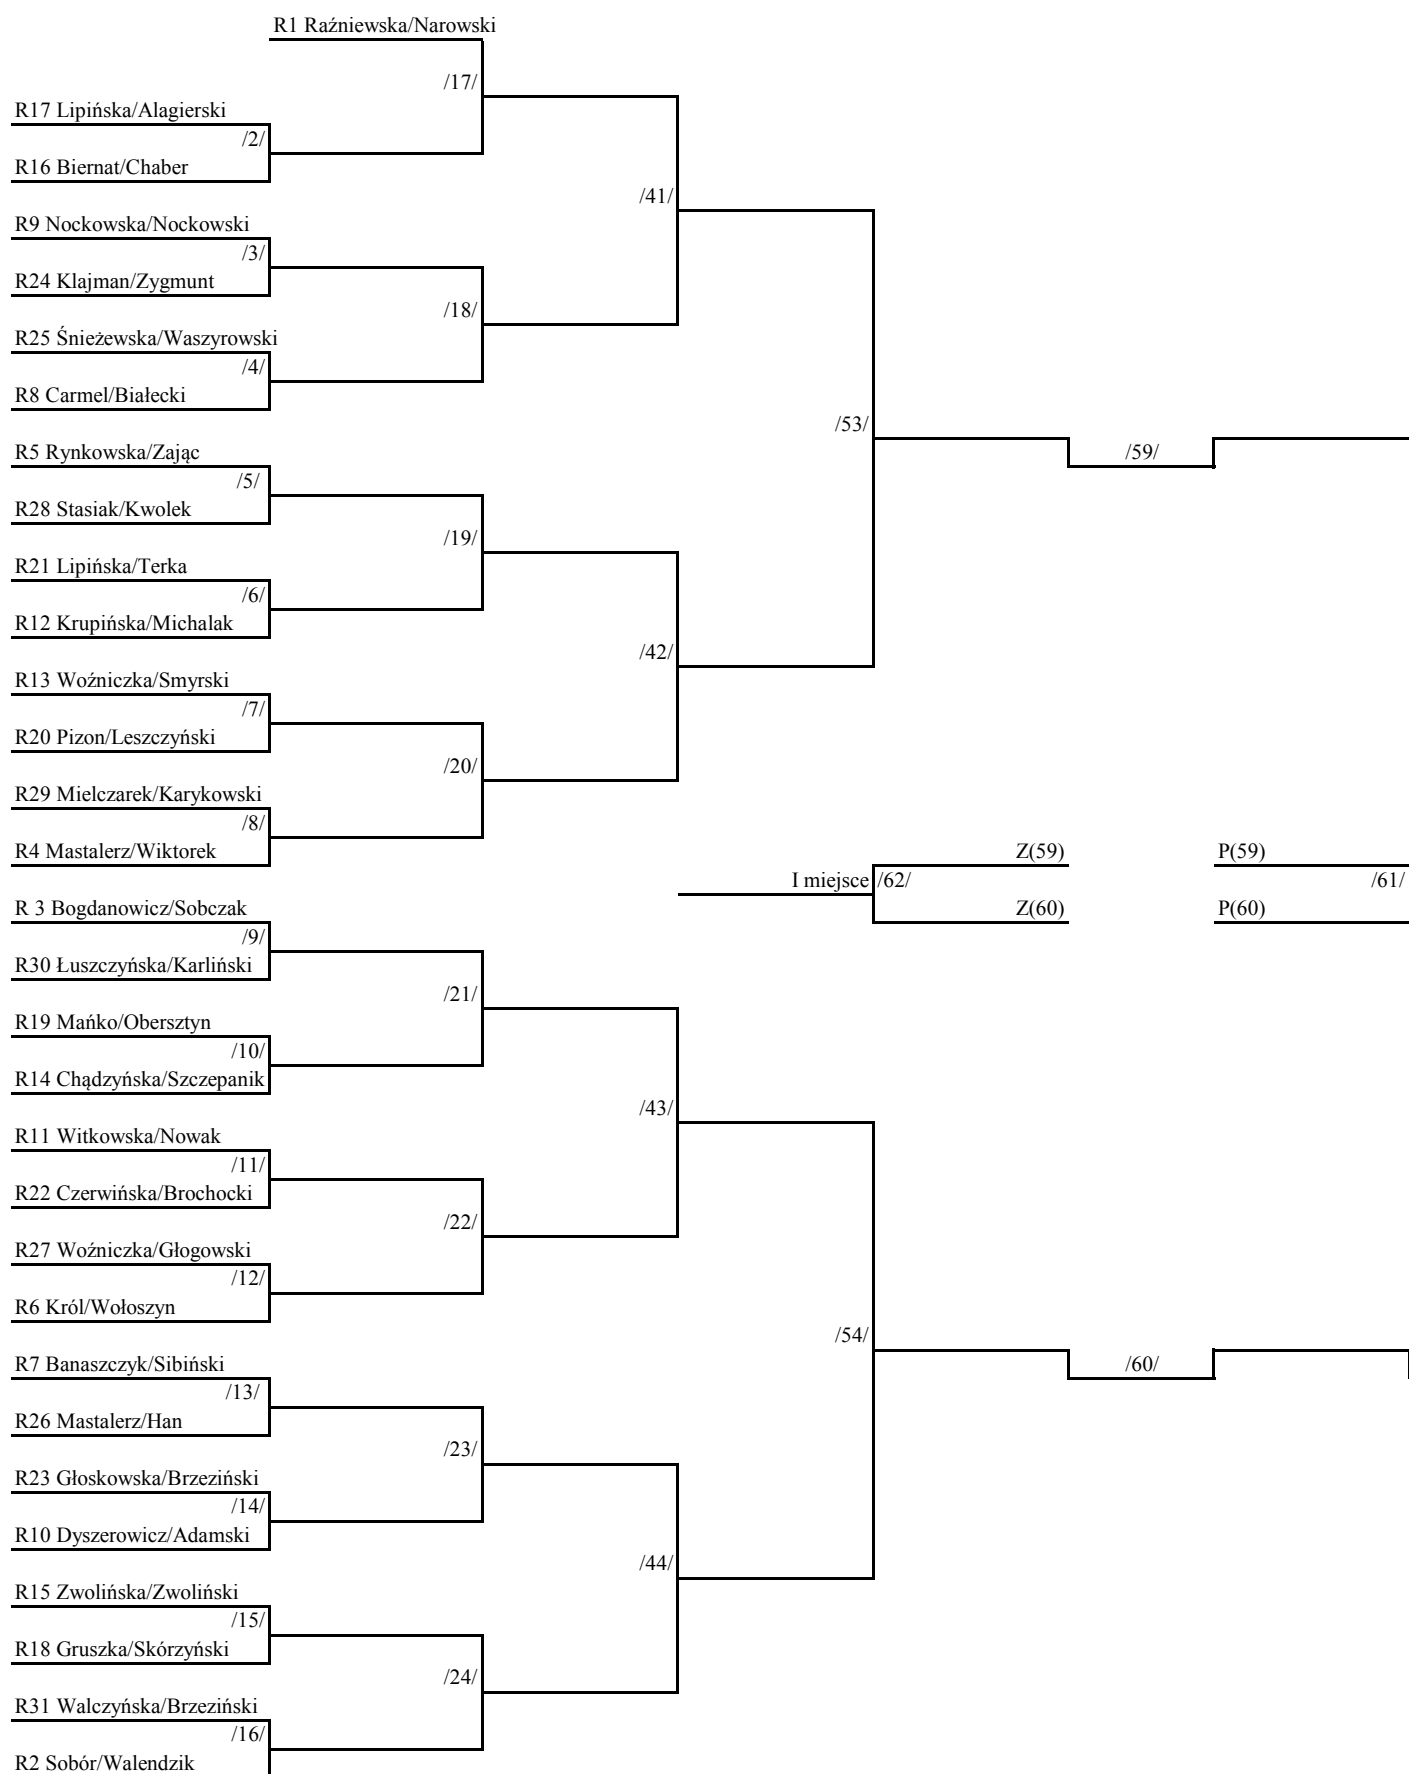 R1 Raźniewska/Narowski
/17/
R17 Lipińska/Alagierski
/2/
R16 Biernat/Chaber
/41/
R9 Nockowska/Nockowski
/3/
R24 Klajman/Zygmunt
/18/
R25 Śnieżewska/Waszyrowski
/4/
R8 Carmel/Białecki
/53/
/59/
R5 Rynkowska/Zając
/5/
R28 Stasiak/Kwolek
/19/
R21 Lipińska/Terka
/6/
R12 Krupińska/Michalak
/42/
R13 Woźniczka/Smyrski
/7/
R20 Pizon/Leszczyński
/20/
R29 Mielczarek/Karykowski
/8/
R4 Mastalerz/Wiktorek
Z(59)
P(59)
I miejsce /62/
/61/
Z(60)
P(60)
R 3 Bogdanowicz/Sobczak
/9/
R30 Łuszczyńska/Karliński
/21/
R19 Mańko/Obersztyn
/10/
R14 Chądzyńska/Szczepanik
/43/
R11 Witkowska/Nowak
/11/
R22 Czerwińska/Brochocki
/22/
R27 Woźniczka/Głogowski
/12/
R6 Król/Wołoszyn
/54/
/60/
R7 Banaszczyk/Sibiński
/13/
R26 Mastalerz/Han
/23/
R23 Głoskowska/Brzeziński
/14/
R10 Dyszerowicz/Adamski
/44/
R15 Zwolińska/Zwoliński
/15/
R18 Gruszka/Skórzyński
/24/
R31 Walczyńska/Brzeziński
/16/
R2 Sobór/Walendzik